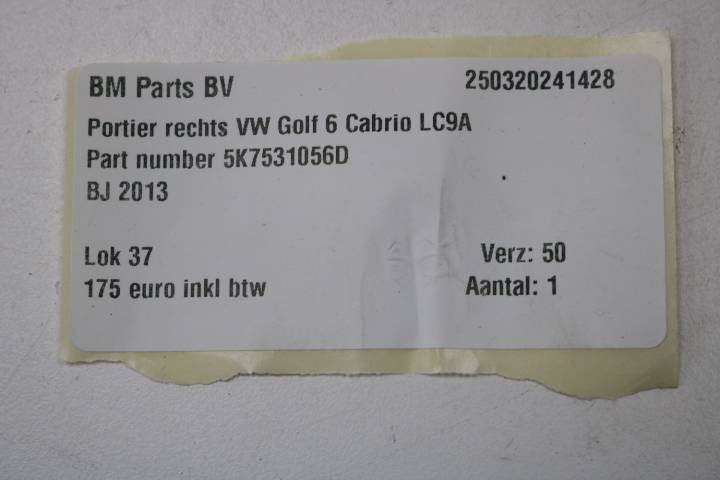 BM Parts BV 250320241428
Portier rechts VW Golf 6 Cabrio LC9A
Part number 5K7531056D
BJ 2013
Lok 37 Verz: 50
175 euro inkl btw Aantal: 1